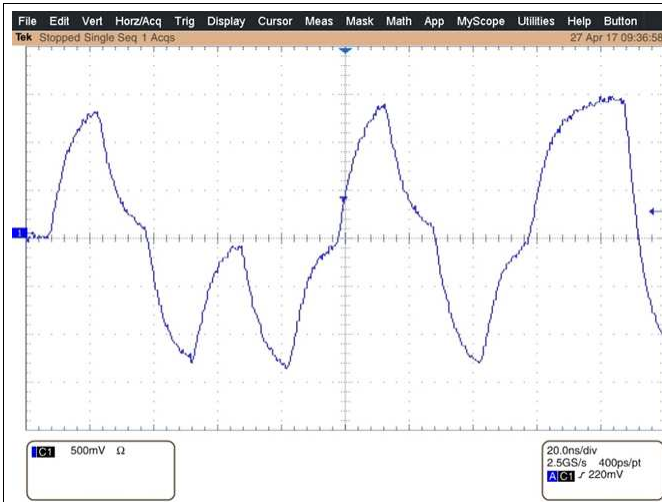 File Edit Vert Horz/Acq Trig Display Cursor Meas Mask Math App MyScope Utilities Help Button
Tek Stopped Single Seq 1 Acqs 27 Apr 17 09:36:58
1
C1 500mV Ω
20.0ns/div
2.5GS/s 400ps/pt
A C1 220mV